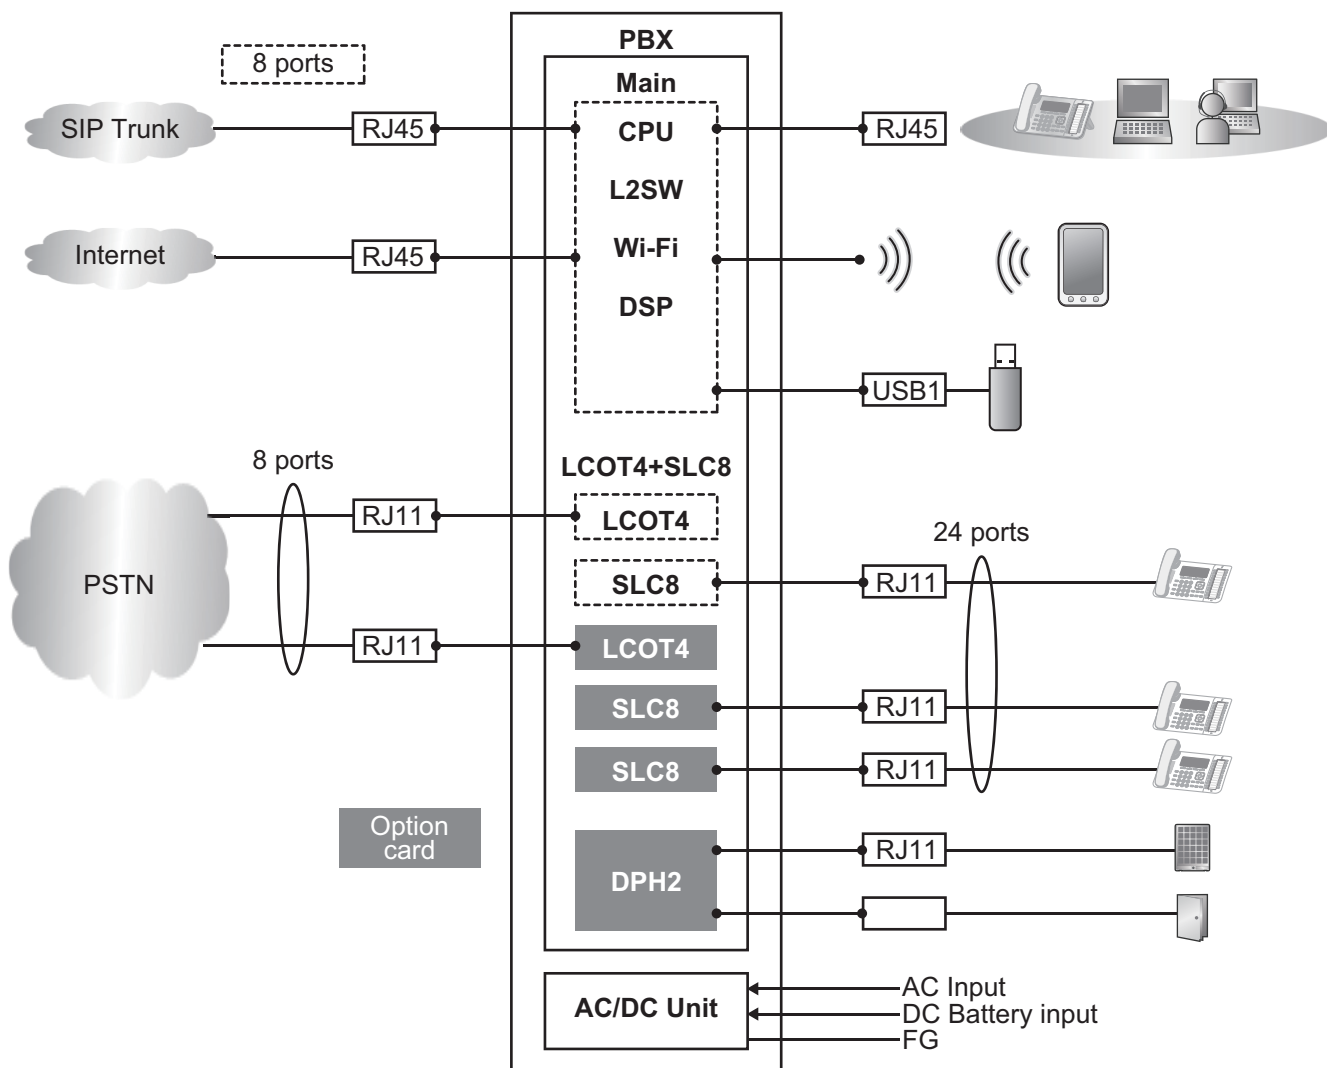 PBX
8 ports
Main
SIP Trunk
RJ45
CPU
RJ45
L2SW
Internet
RJ45
Wi-Fi
DSP
USB1
8 ports
LCOT4+SLC8
RJ11
LCOT4
24 ports
PSTN
SLC8
RJ11
RJ11
LCOT4
SLC8
RJ11
SLC8
RJ11
Option
card
RJ11
DPH2
AC/DC Unit
AC Input
DC Battery input
FG